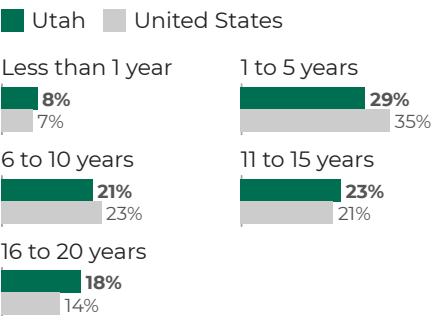 Utah United States
Less than 1 year
8%
7%
1 to 5 years
29%
35%
6 to 10 years
21%
23%
11 to 15 years
23%
21%
16 to 20 years
18%
14%